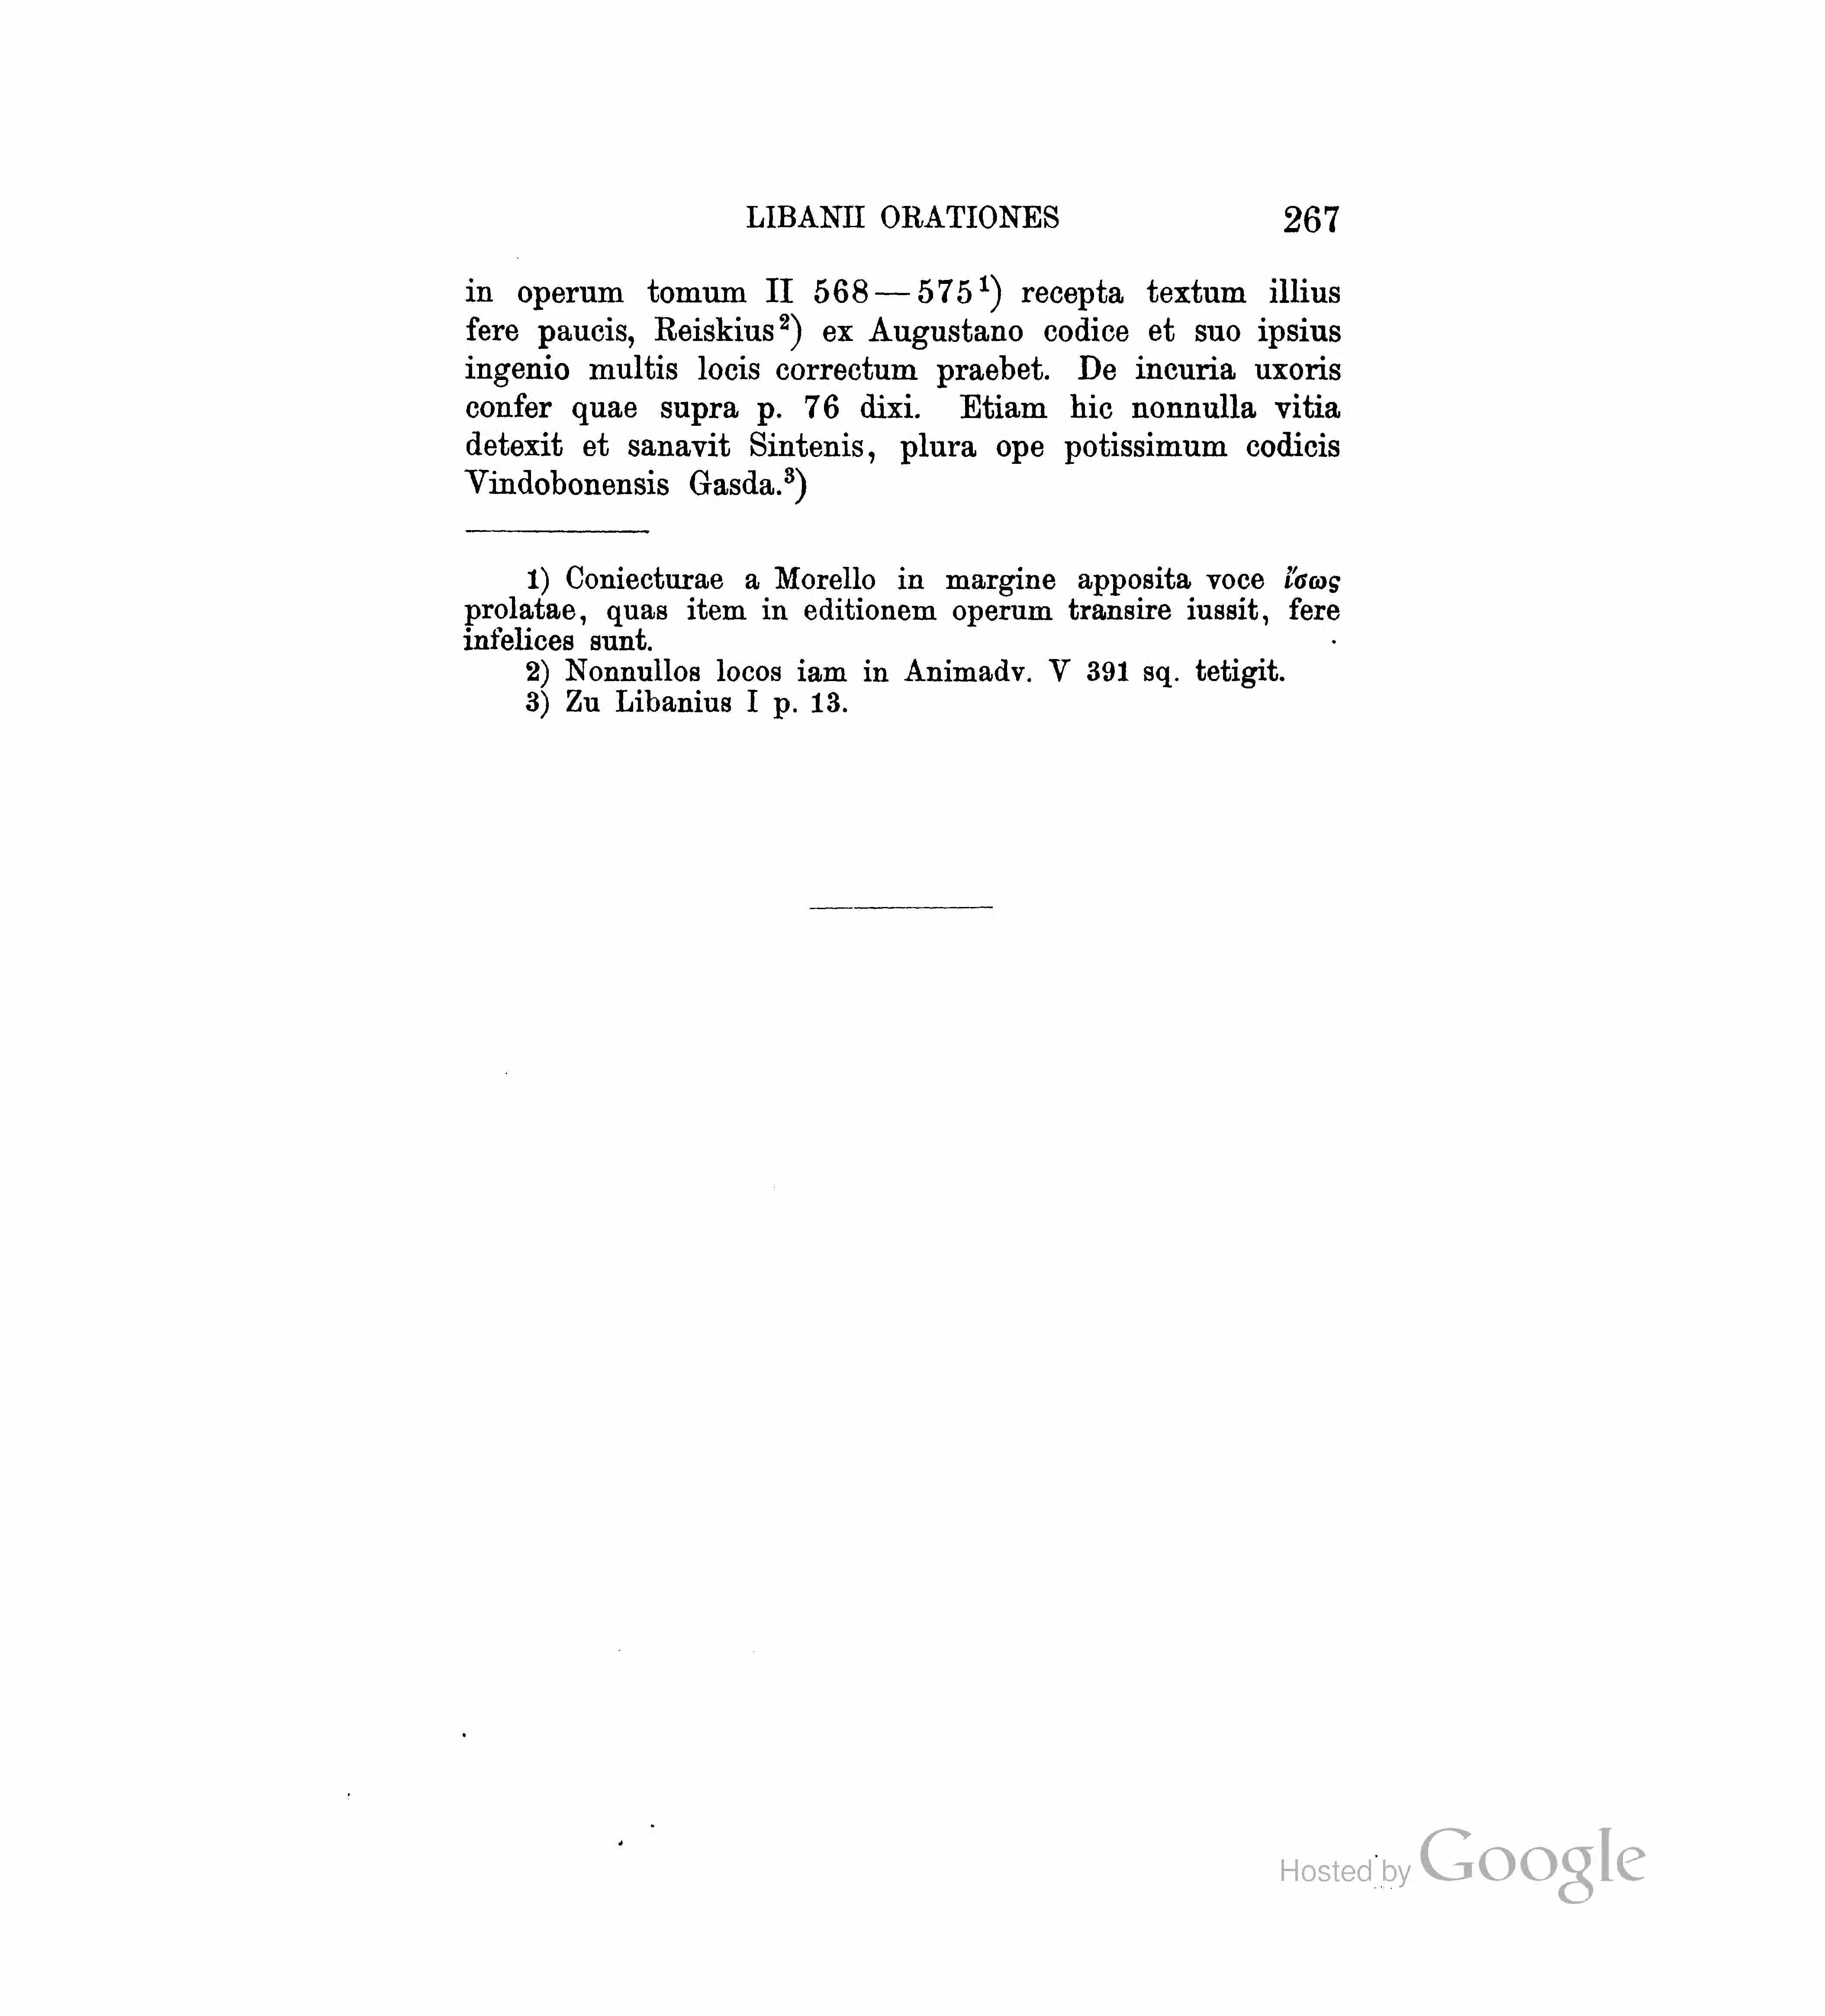 LIBANII ORATIONES 267
in operum tomum II 568—575¹) recepta textum illius
fere paucis, Reiskius²) ex Augustano codice et suo ipsius
ingenio multis locis correctum praebet. De incuria uxoris
confer quae supra p. 76 dixi. Etiam hic nonnulla vitia
detexit et sanavit Sintenis, plura ope potissimum codicis
Vindobonensis Gasda.³)
1) Coniecturae a Morello in margine apposita voce ἴσως
prolatae, quas item in editionem operum transire iussit, fere
infelices sunt.
2) Nonnullos locos iam in Animadv. V 391 sq. tetigit.
3) Zu Libanius I p. 13.
Hosted by Google